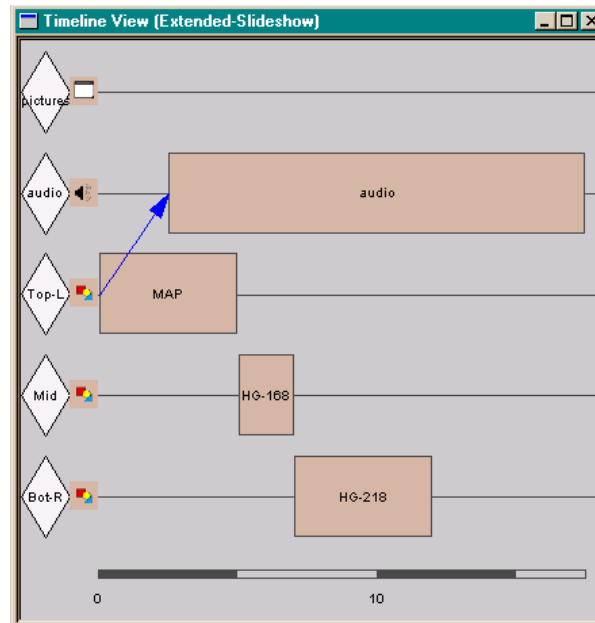 Timeline View (Extended-Slideshow)
pictures
audio
audio
Top-L
MAP
Mid
HG-168
Bot-R
HG-218
0
10